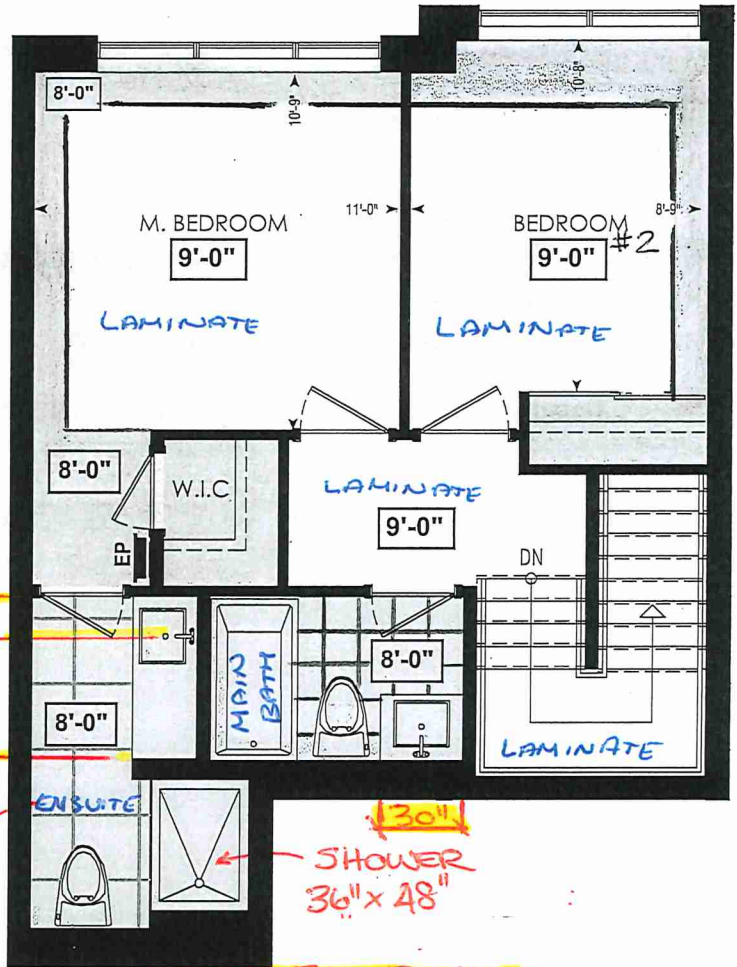 8'-0"
10'-9"
10'-8"
M. BEDROOM
11'-0"
9'-0"
LAMINATE
BEDROOM
#2
8'-9"
9'-0"
LAMINATE
8'-0"
W.I.C
EP
LAMINATE
9'-0"
DN
8'-0"
MAIN
BATH
8'-0"
LAMINATE
ENSUITE
30"
SHOWER
36" x 48"